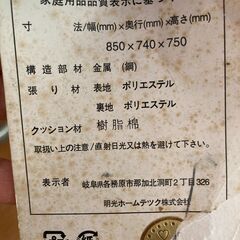 家庭用品品質表示に基づ
寸　法/幅(mm)×奥行(mm)×高さ(mm)
850×740×750
構造部材　金属（鋼）
張り材　表地　ポリエステル
裏地　ポリエステル
クッション材　樹脂綿
取扱い上の注意/直射日光又は熱を避けて下さい
表示者
岐阜県各務原市那加北洞町2丁目326
明光ホームテック株式会社